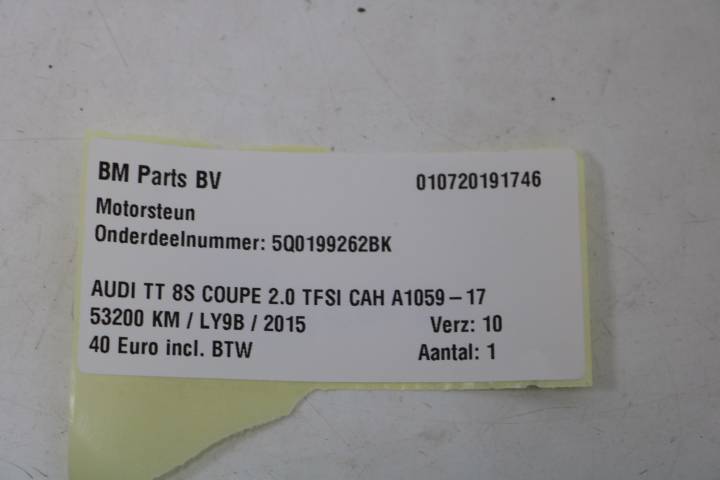 BM Parts BV 010720191746
Motorsteun
Onderdeelnummer: 5Q0199262BK
AUDI TT 8S COUPE 2.0 TFSI CAH A1059-17
53200 KM / LY9B / 2015 Verz: 10
40 Euro incl. BTW Aantal: 1